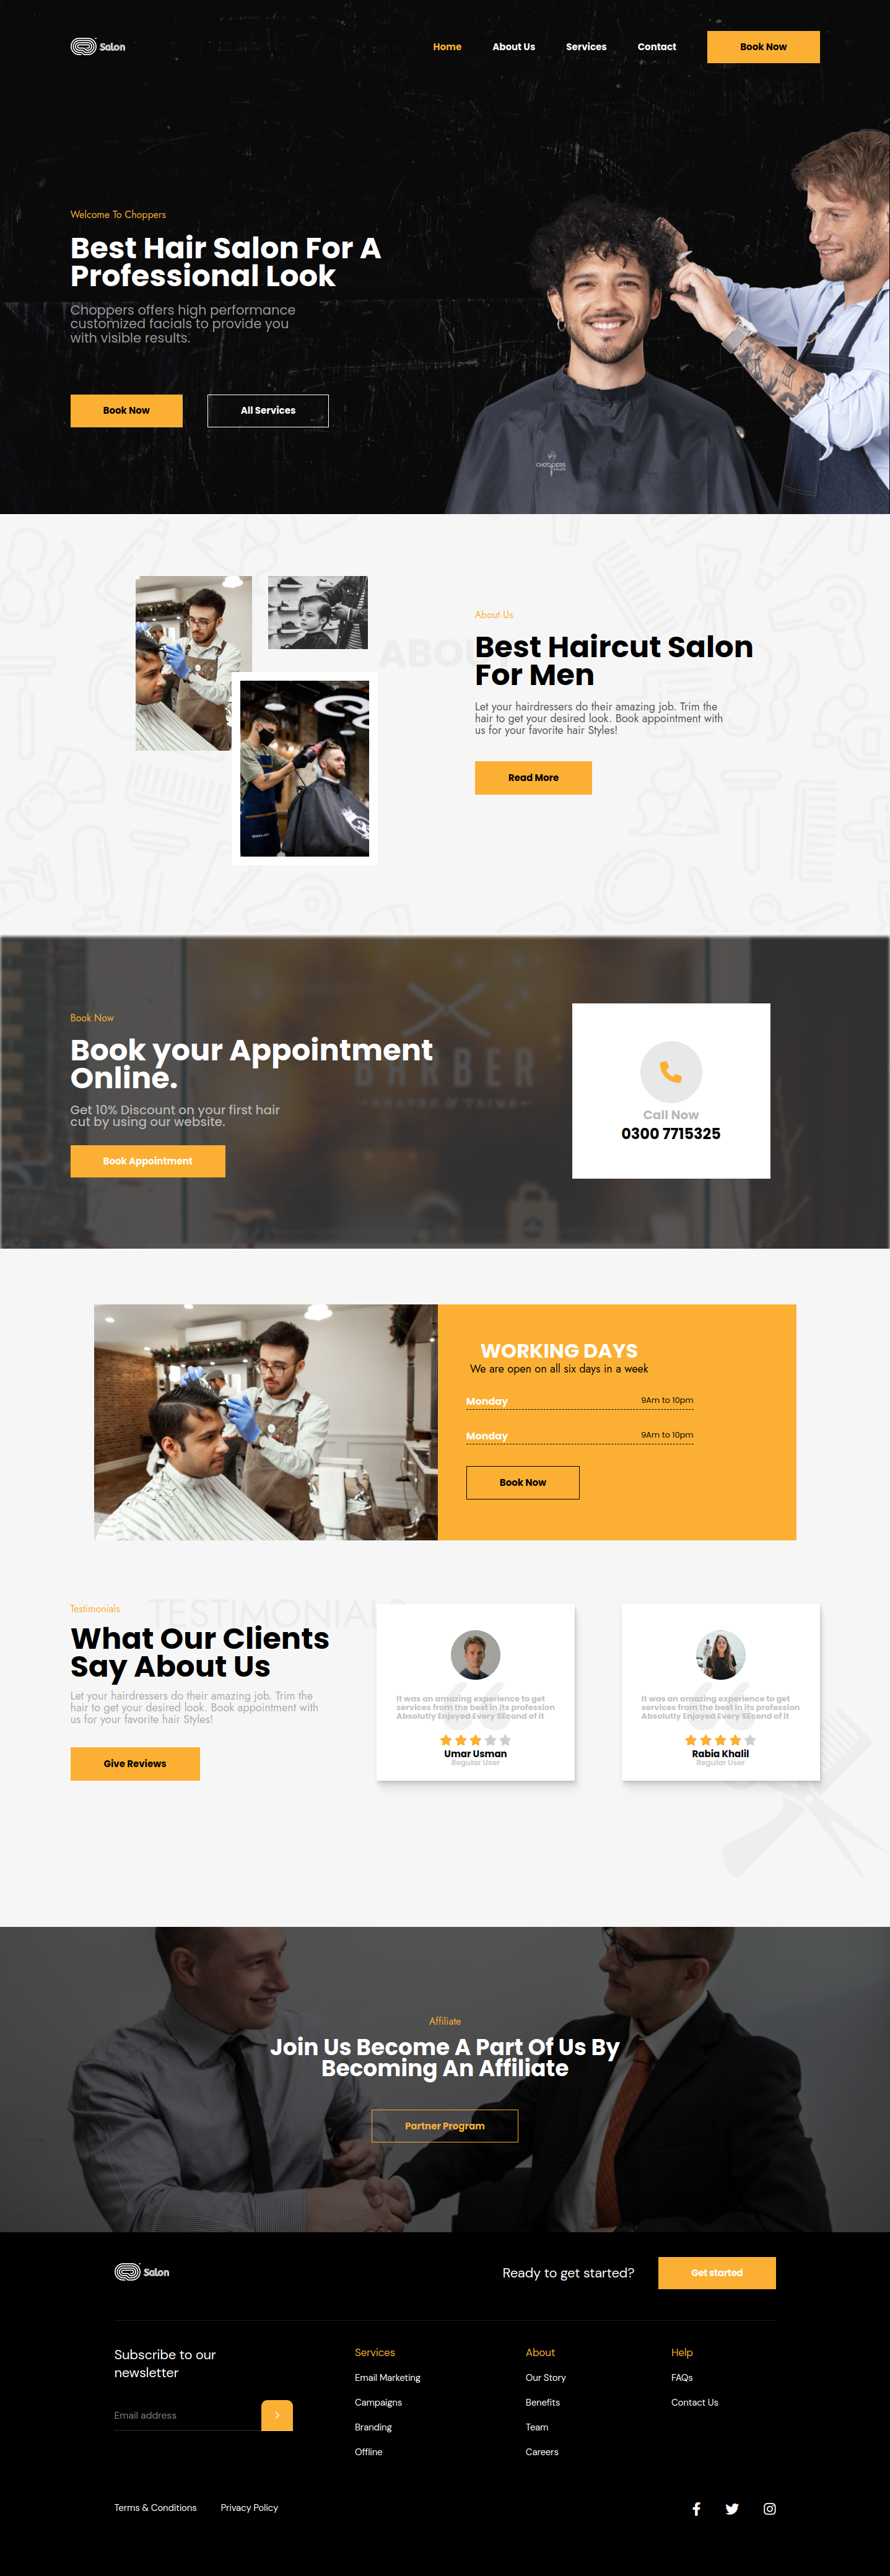 Salon
Home
About Us
Services
Contact
Book Now
Welcome To Choppers
Best Hair Salon For A
Professional Look
Choppers offers high performance
customized facials to provide you
with visible results.
Book Now
All Services
CHOPPERS
SALON
ABOUT
About Us
Best Haircut Salon
For Men
Let your hairdressers do their amazing job. Trim the
hair to get your desired look. Book appointment with
us for your favorite hair Styles!
Read More
BARBER
SHAVES & TRIMS
Book Now
Book your Appointment
Online.
Get 10% Discount on your first hair
cut by using our website.
Book Appointment
Call Now
0300 7715325
WORKING DAYS
We are open on all six days in a week
Monday
9Am to 10pm
Monday
9Am to 10pm
Book Now
TESTIMONIALS
Testimonials
What Our Clients
Say About Us
Let your hairdressers do their amazing job. Trim the
hair to get your desired look. Book appointment with
us for your favorite hair Styles!
Give Reviews
It was an amazing experience to get
services from the best in its profession
Absolutly Enjoyed Every SEcond of it
Umar Usman
Regular User
It was an amazing experience to get
services from the best in its profession
Absolutly Enjoyed Every SEcond of it
Rabia Khalil
Regular User
Affiliate
Join Us Become A Part Of Us By
Becoming An Affiliate
Partner Program
Salon
Ready to get started?
Get started
Subscribe to our
newsletter
Email address
Services
Email Marketing
Campaigns
Branding
Offline
About
Our Story
Benefits
Team
Careers
Help
FAQs
Contact Us
Terms & Conditions
Privacy Policy